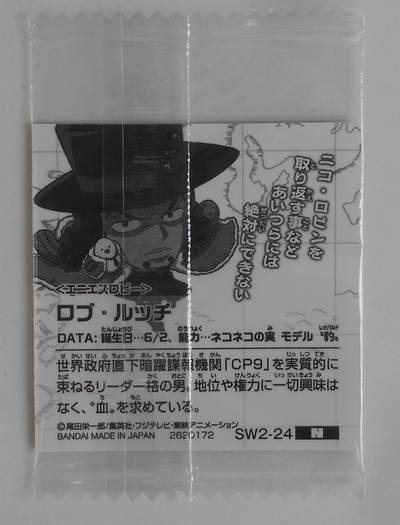 ニコ・ロビンを
取り返す事など
あいつらには
絶対にできない
<エニエスロビー>
ロブ・ルッチ
DATA: 誕生日…6/2、能力…ネコネコの実 モデル "豹"。
世界政府直下暗躍諜報機関「CP9」を実質的に
束ねるリーダー格の男。地位や権力に一切興味は
なく、"血"を求めている。
©尾田栄一郎/集英社・フジテレビ・東映アニメーション
BANDAI MADE IN JAPAN 2620172 SW2-24 N